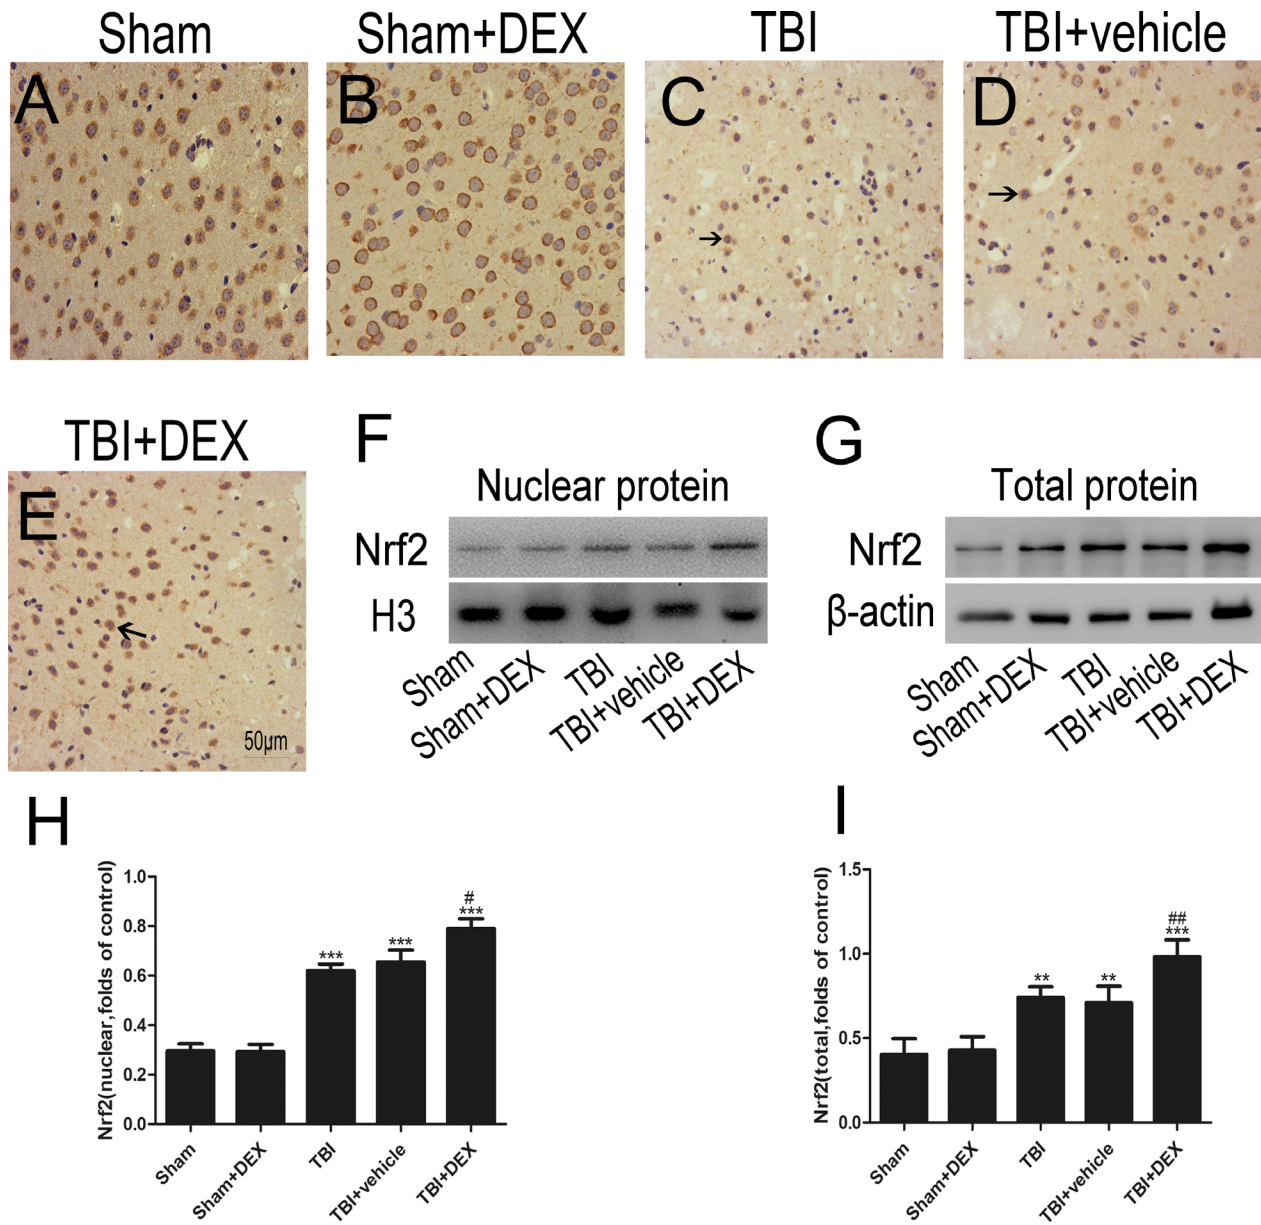 Sham
Sham+DEX
TBI
TBI+vehicle
A
B
C
D
TBI+DEX
E
50μm
F
Nuclear protein
Nrf2
H3
Sham
Sham+DEX
TBI
TBI+vehicle
TBI+DEX
G
Total protein
Nrf2
β-actin
Sham
Sham+DEX
TBI
TBI+vehicle
TBI+DEX
H
Nrf2(nuclear,folds of control)
1.0
0.8
0.6
0.4
0.2
0.0
***
***
#
***
Sham
Sham+DEX
TBI
TBI+vehicle
TBI+DEX
I
Nrf2(total,folds of control)
1.5
1.0
0.5
0.0
**
**
##
***
Sham
Sham+DEX
TBI
TBI+vehicle
TBI+DEX